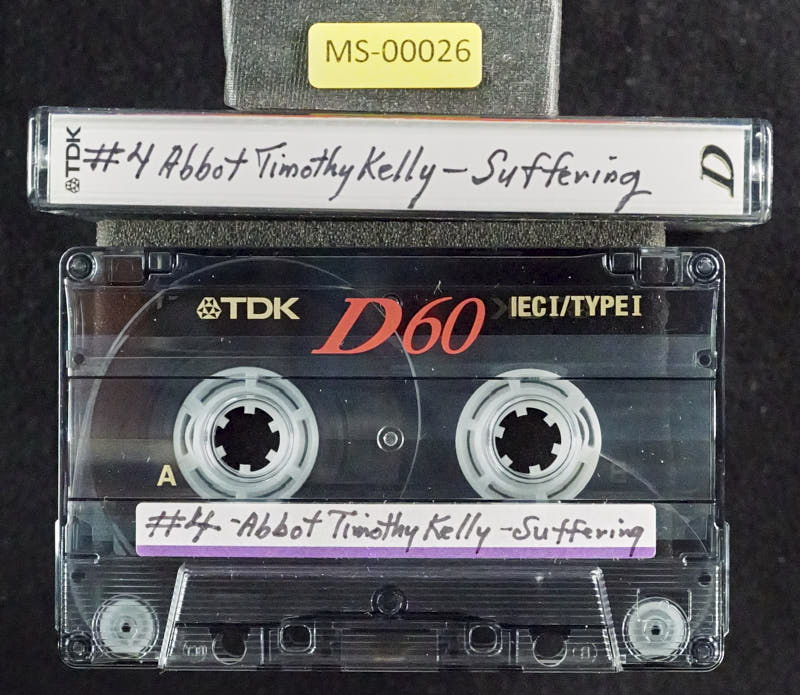 MS-00026
TDK #4 Abbot Timothy Kelly - Suffering D
TDK D60 IEC I/TYPE I
A
#4 - Abbot Timothy Kelly - Suffering